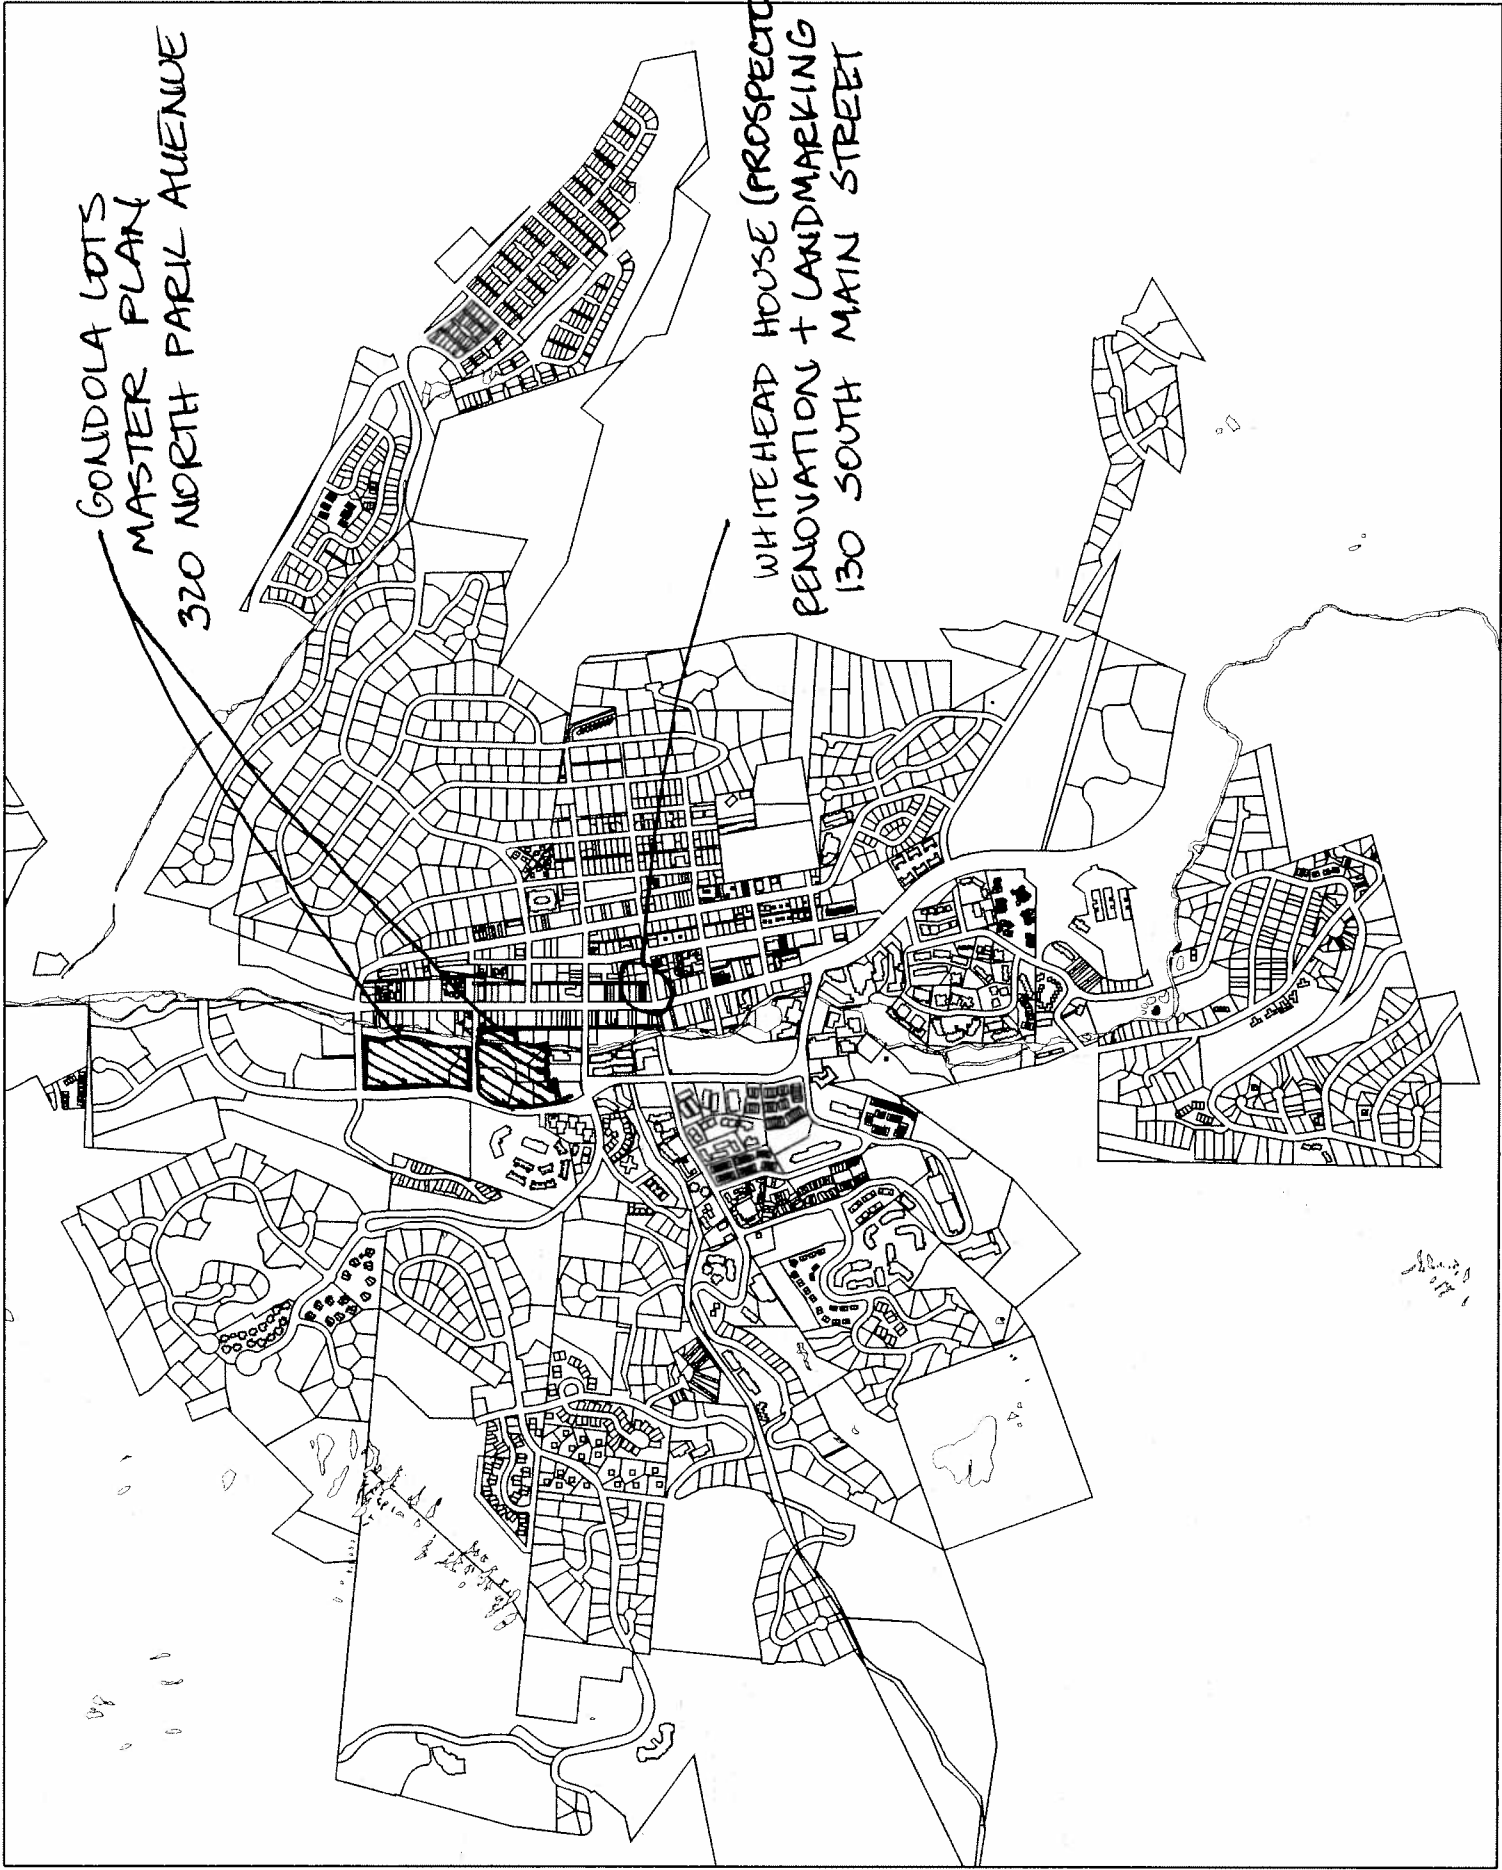 GONDOLA LOTS
MASTER PLAN
320 NORTH PARK AVENUE
WHITEHEAD HOUSE (PROSPECTO
RENOVATION + LANDMARKING
130 SOUTH MAIN STREET